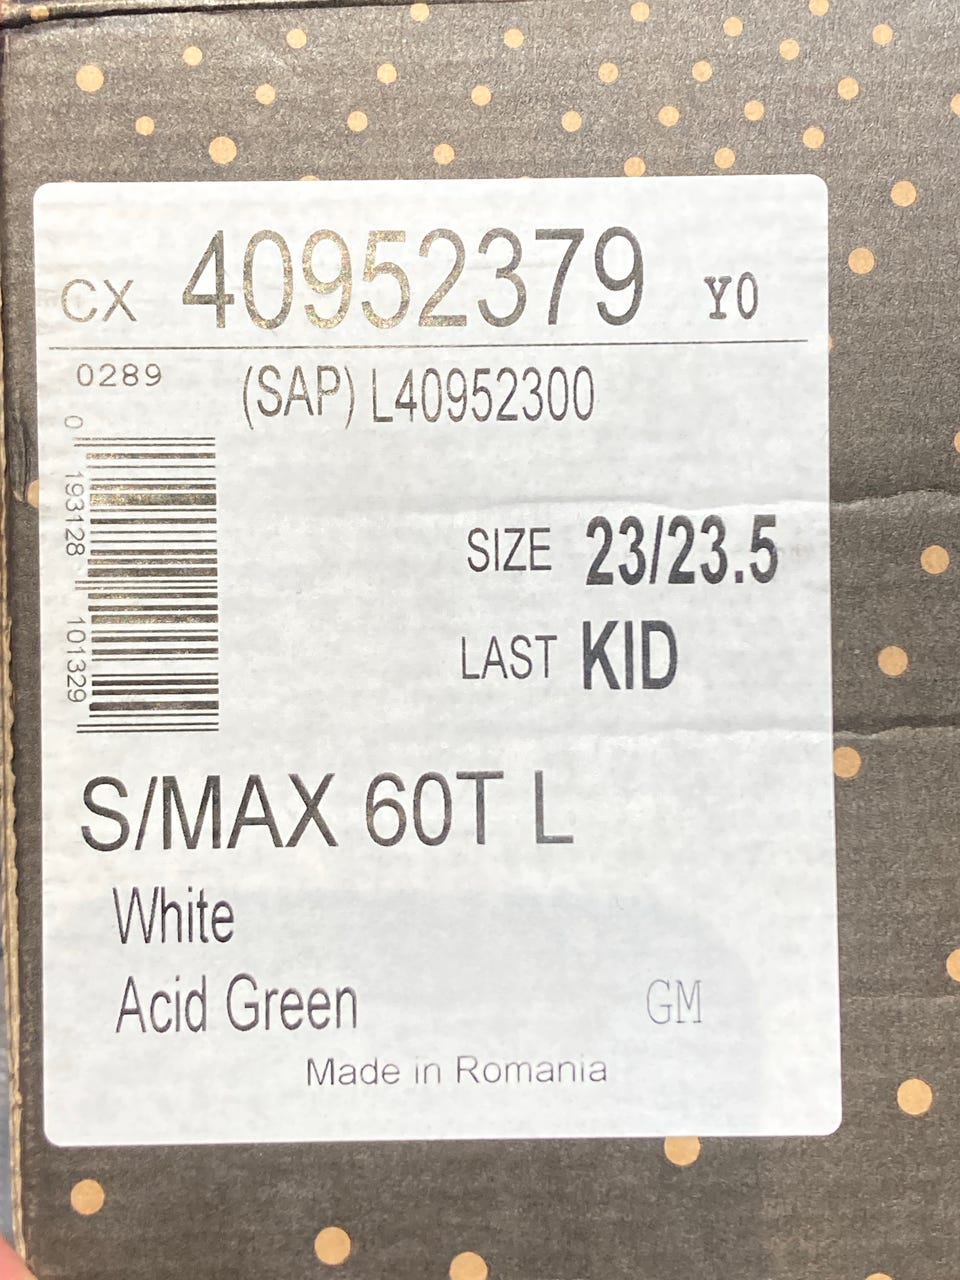 CX 40952379 Y0
0289 (SAP) L40952300
0 193128 101329
SIZE 23/23.5
LAST KID
S/MAX 60T L
White
Acid Green
GM
Made in Romania